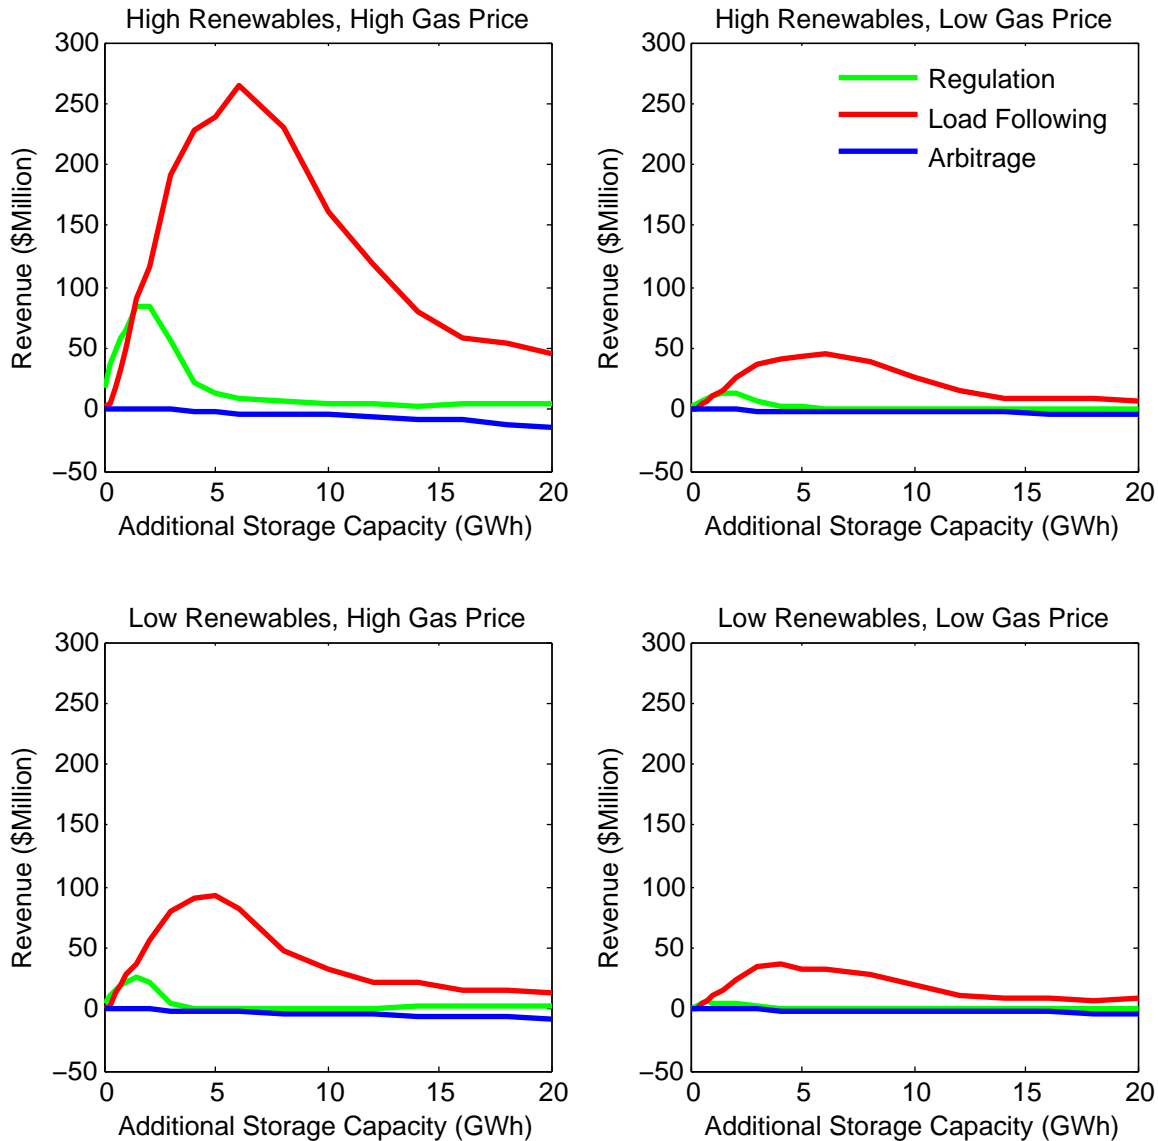 High Renewables, High Gas Price
300
250
200
150
100
50
0
−50
Revenue ($Million)
0 5 10 15 20
Additional Storage Capacity (GWh)
High Renewables, Low Gas Price
300
250
200
150
100
50
0
−50
Revenue ($Million)
Regulation
Load Following
Arbitrage
0 5 10 15 20
Additional Storage Capacity (GWh)
Low Renewables, High Gas Price
300
250
200
150
100
50
0
−50
Revenue ($Million)
0 5 10 15 20
Additional Storage Capacity (GWh)
Low Renewables, Low Gas Price
300
250
200
150
100
50
0
−50
Revenue ($Million)
0 5 10 15 20
Additional Storage Capacity (GWh)